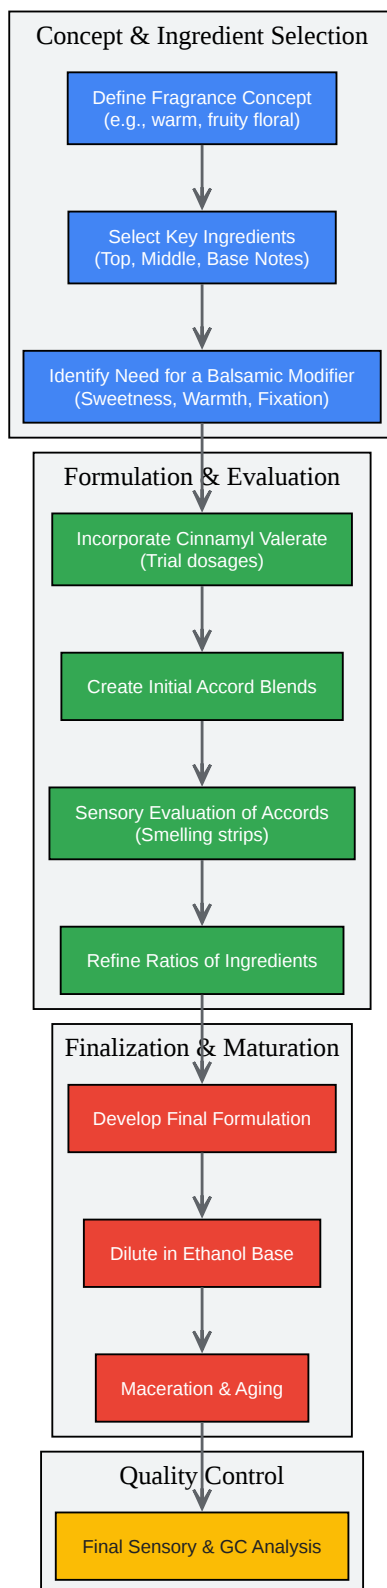 Concept & Ingredient Selection
Define Fragrance Concept
(e.g., warm, fruity floral)
Select Key Ingredients
(Top, Middle, Base Notes)
Identify Need for a Balsamic Modifier
(Sweetness, Warmth, Fixation)
Formulation & Evaluation
Incorporate Cinnamyl Valerate
(Trial dosages)
Create Initial Accord Blends
Sensory Evaluation of Accords
(Smelling strips)
Refine Ratios of Ingredients
Finalization & Maturation
Develop Final Formulation
Dilute in Ethanol Base
Maceration & Aging
Quality Control
Final Sensory & GC Analysis